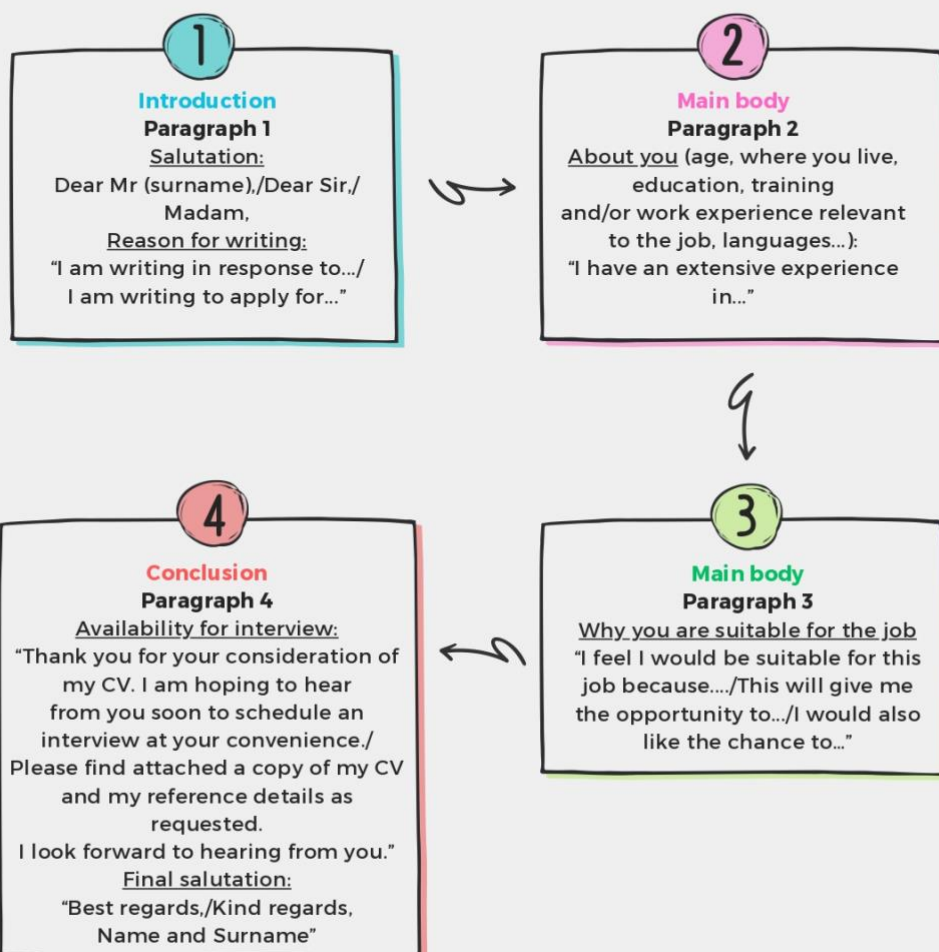 1
Introduction
Paragraph 1
Salutation:
Dear Mr (surname),/Dear Sir,/
Madam,
Reason for writing:
“I am writing in response to.../
I am writing to apply for...”
2
Main body
Paragraph 2
About you (age, where you live,
education, training
and/or work experience relevant
to the job, languages...):
“I have an extensive experience
in...”
3
Main body
Paragraph 3
Why you are suitable for the job
“I feel I would be suitable for this
job because..../This will give me
the opportunity to.../I would also
like the chance to...”
4
Conclusion
Paragraph 4
Availability for interview:
“Thank you for your consideration of
my CV. I am hoping to hear
from you soon to schedule an
interview at your convenience./
Please find attached a copy of my CV
and my reference details as
requested.
I look forward to hearing from you.”
Final salutation:
“Best regards,/Kind regards,
Name and Surname”